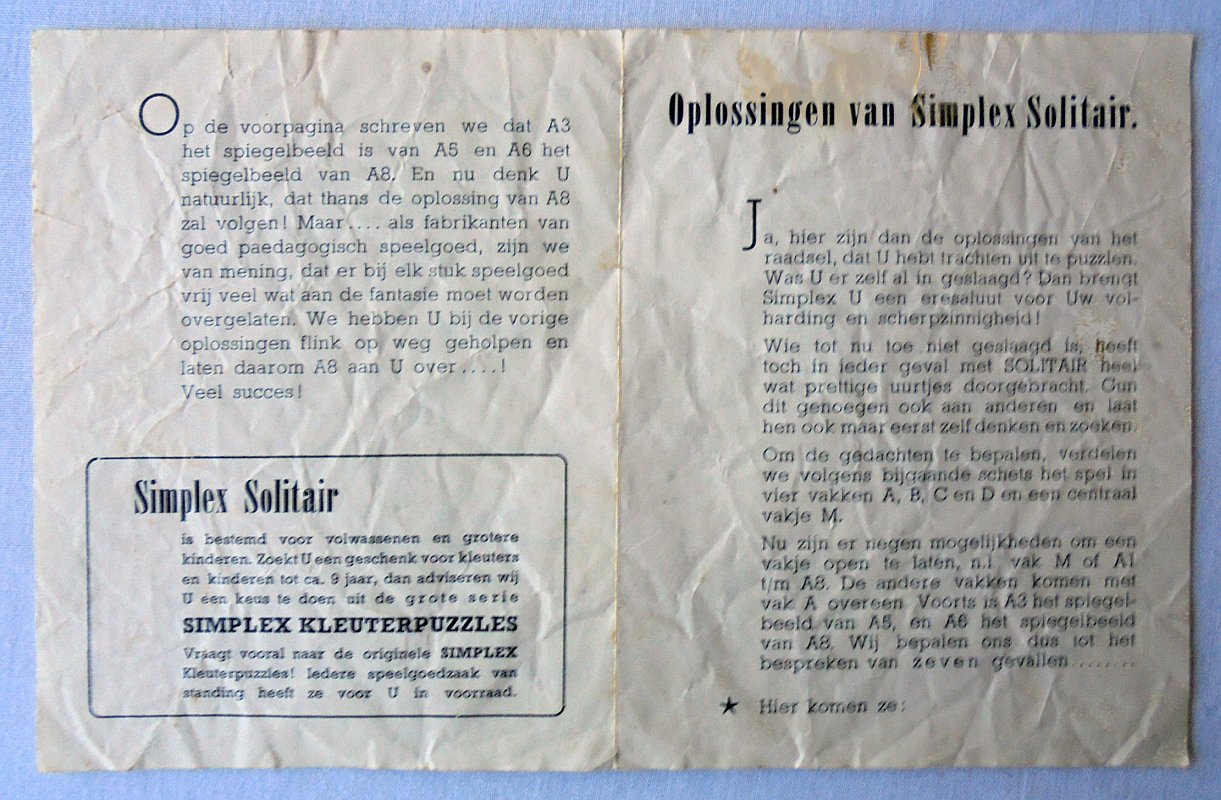 Op de voorpagina schreven we dat A3
het spiegelbeeld is van A5 en A6 het
spiegelbeeld van A8. En nu denk U
natuurlijk, dat thans de oplossing van A8
zal volgen! Maar.... als fabrikanten van
goed paedagogisch speelgoed, zijn we
van mening, dat er bij elk stuk speelgoed
vrij veel wat aan de fantasie moet worden
overgelaten. We hebben U bij de vorige
oplossingen flink op weg geholpen en
laten daarom A8 aan U over....!
Veel succes!
Simplex Solitair
is bestemd voor volwassenen en grotere
kinderen. Zoekt U een geschenk voor kleuters
en kinderen tot ca. 9 jaar, dan adviseren wij
U een keus te doen uit de grote serie
SIMPLEX KLEUTERPUZZLES
Vraagt vooral naar de originele SIMPLEX
Kleuterpuzzles! Iedere speelgoedzaak van
standing heeft ze voor U in voorraad.
Oplossingen van Simplex Solitair.
Ja, hier zijn dan de oplossingen van het
raadsel, dat U hebt trachten uit te puzzlen.
Was U er zelf al in geslaagd? Dan brengt
Simplex U een eresaluut voor Uw vol-
harding en scherpzinnigheid!
Wie tot nu toe niet geslaagd is, heeft
toch in ieder geval met SOLITAIR heel
wat prettige uurtjes doorgebracht. Gun
dit genoegen ook aan anderen en laat
hen ook maar eerst zelf denken en zoeken.
Om de gedachten te bepalen, verdelen
we volgens bijgaande schets het spel in
vier vakken A, B, C en D en een centraal
vakje M.
Nu zijn er negen mogelijkheden om een
vakje open te laten, n.l. vak M of A1
t/m A8. De andere vakken komen met
vak A overeen. Voorts is A3 het spiegel-
beeld van A5, en A6 het spiegelbeeld
van A8. Wij bepalen ons dus tot het
bespreken van zeven gevallen........
★ Hier komen ze: